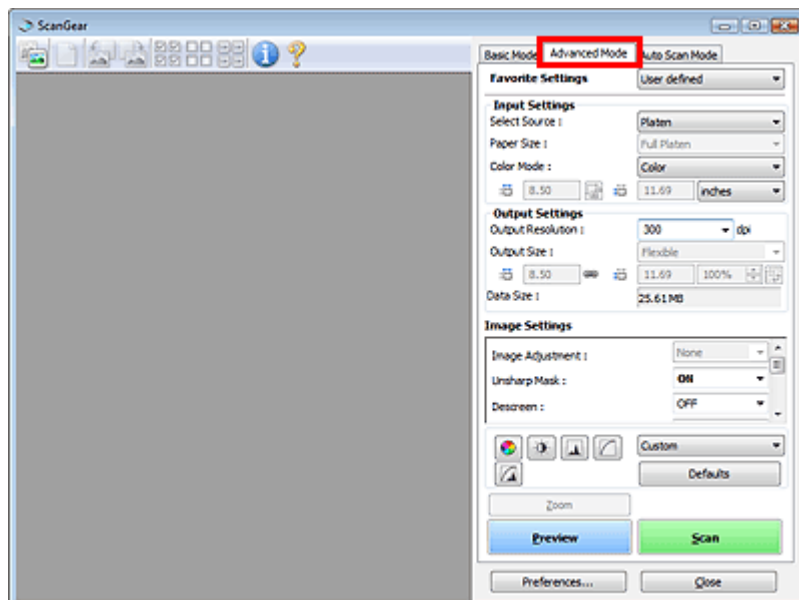 ScanGear
Basic Mode Advanced Mode Auto Scan Mode
Favorite Settings User defined
Input Settings
Select Source : Platen
Paper Size : Full Platen
Color Mode : Color
8.50 11.69 inches
Output Settings
Output Resolution : 300 dpi
Output Size : Flexible
8.50 11.69 100%
Data Size : 25.61 MB
Image Settings
Image Adjustment : None
Unsharp Mask : ON
Descreen : OFF
Custom
Defaults
Zoom
Preview Scan
Preferences... Close